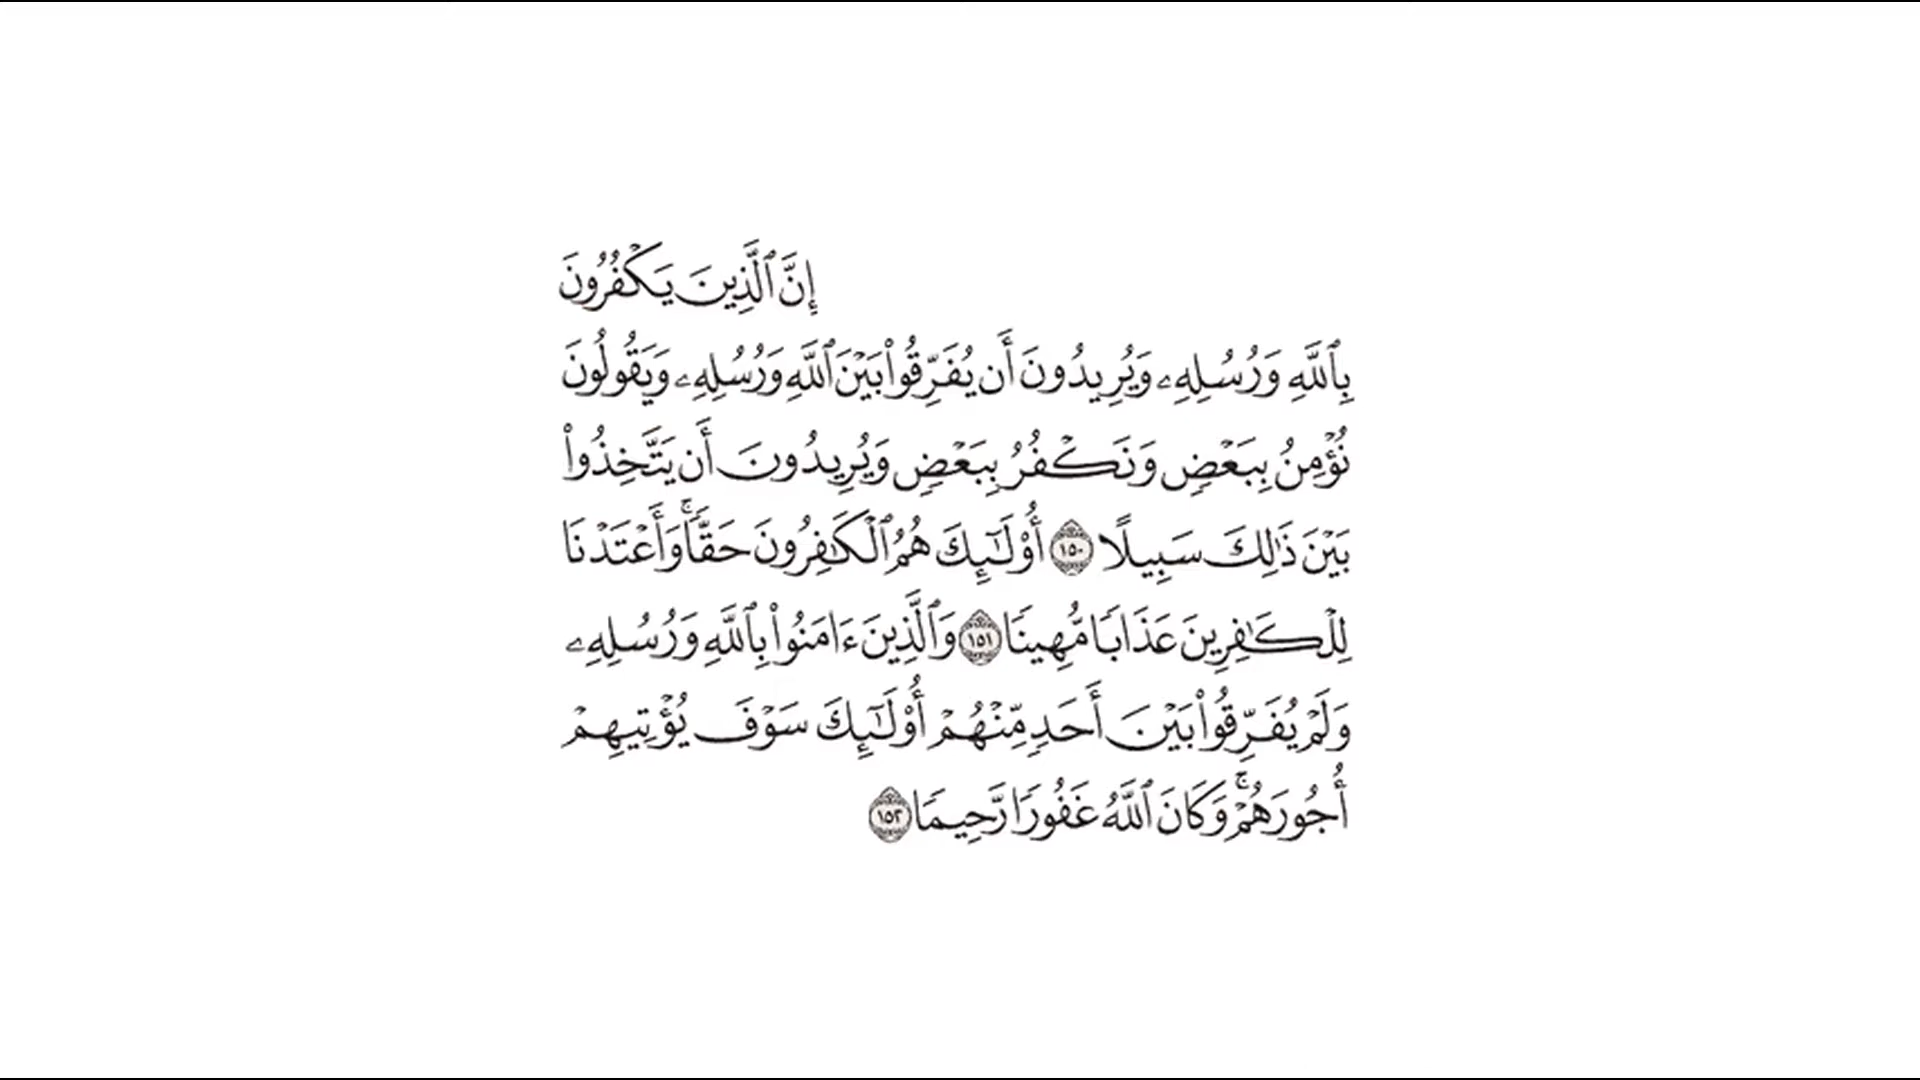 إِنَّ ٱلَّذِينَ يَكْفُرُونَ
بِٱللَّهِ وَرُسُلِهِۦ وَيُرِيدُونَ أَن يُفَرِّقُوا۟ بَيْنَ ٱللَّهِ وَرُسُلِهِۦ وَيَقُولُونَ
نُؤْمِنُ بِبَعْضٍ وَنَكْفُرُ بِبَعْضٍ وَيُرِيدُونَ أَن يَتَّخِذُوا۟
بَيْنَ ذَٰلِكَ سَبِيلًا ١٥٠ أُو۟لَـٰٓئِكَ هُمُ ٱلْكَـٰفِرُونَ حَقًّا ۚ وَأَعْتَدْنَا
لِلْكَـٰفِرِينَ عَذَابًا مُّهِينًا ١٥١ وَٱلَّذِينَ ءَامَنُوا۟ بِٱللَّهِ وَرُسُلِهِۦ
وَلَمْ يُفَرِّقُوا۟ بَيْنَ أَحَدٍ مِّنْهُمْ أُو۟لَـٰٓئِكَ سَوْفَ يُؤْتِيهِمْ
أُجُورَهُمْ ۚ وَكَانَ ٱللَّهُ غَفُورًا رَّحِيمًا ١٥٢